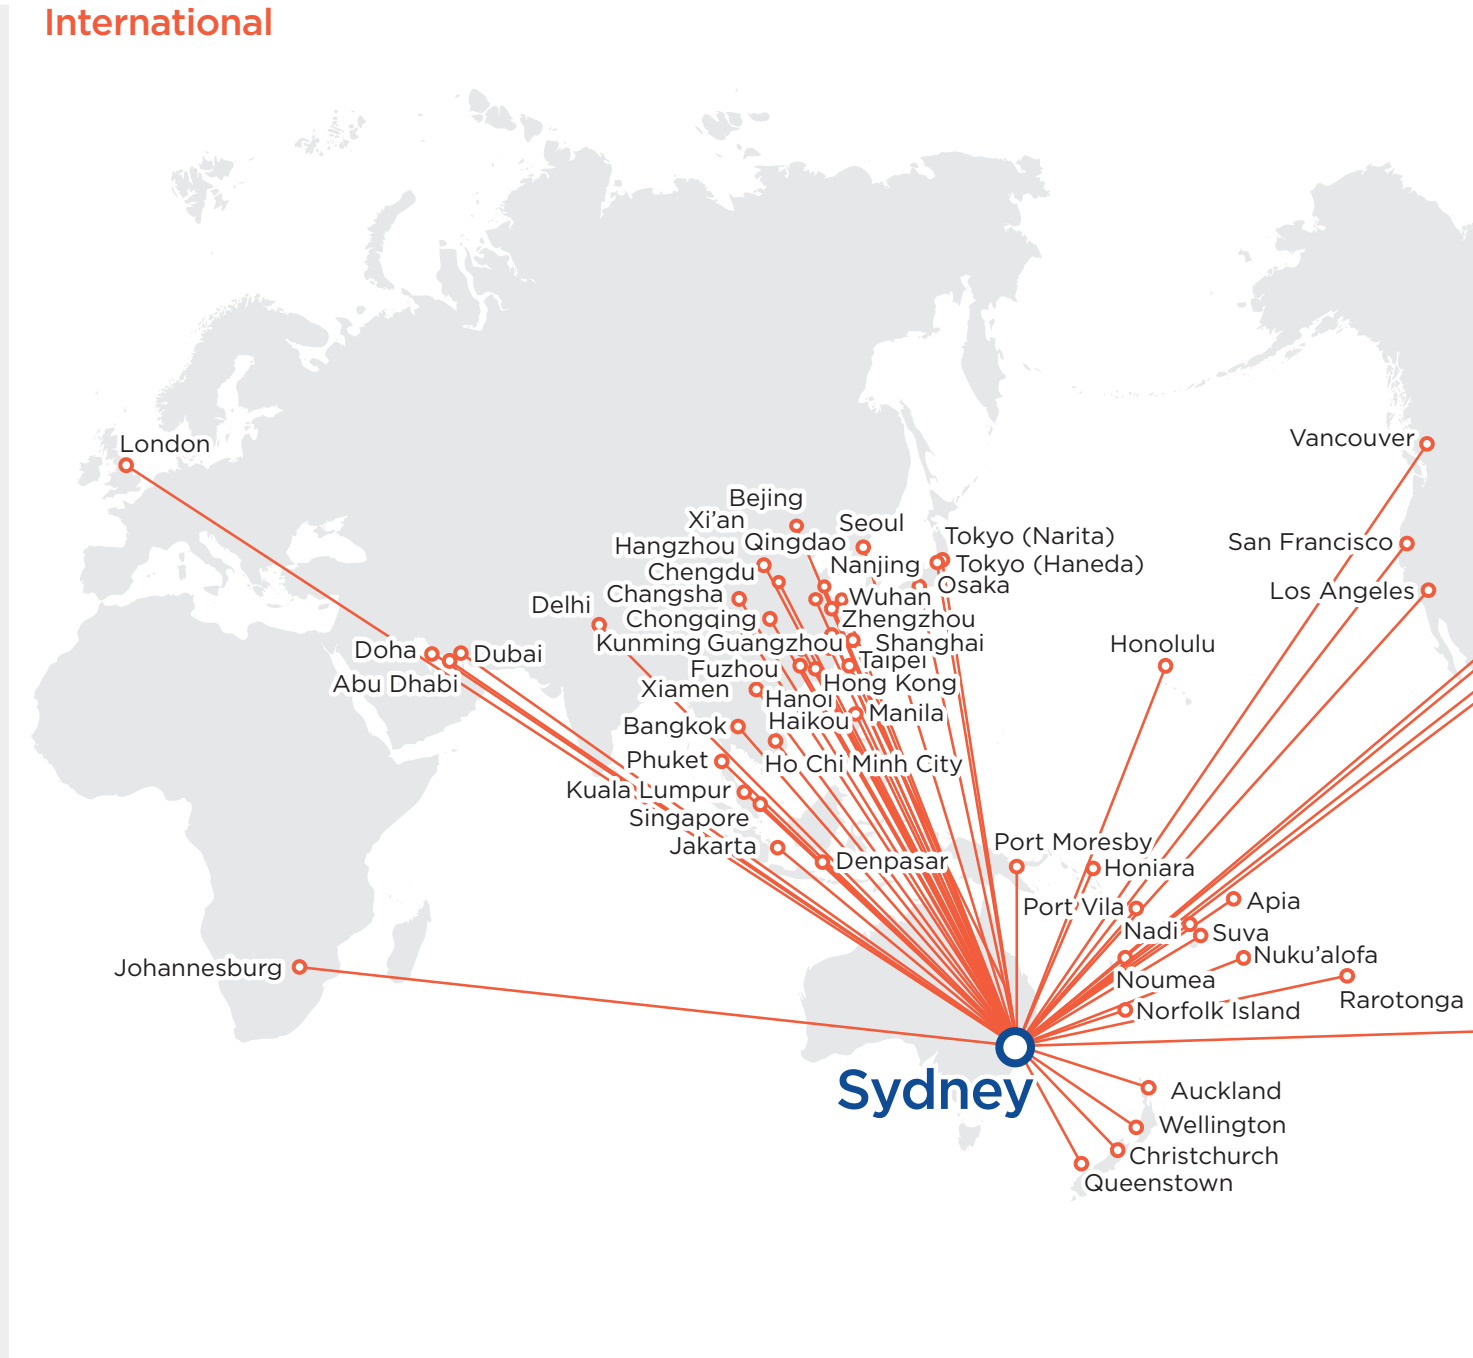 International
London
Vancouver
Bejing
Xi’an
Seoul
Tokyo (Narita)
Hangzhou
Qingdao
San Francisco
Nanjing
Tokyo (Haneda)
Chengdu
Osaka
Changsha
Wuhan
Los Angeles
Delhi
Chongqing
Zhengzhou
Kunming
Guangzhou
Shanghai
Honolulu
Doha
Dubai
Taipei
Fuzhou
Abu Dhabi
Hong Kong
Xiamen
Hanoi
Manila
Haikou
Bangkok
Phuket
Ho Chi Minh City
Kuala Lumpur
Singapore
Jakarta
Port Moresby
Denpasar
Honiara
Port Vila
Apia
Nadi
Suva
Nuku’alofa
Johannesburg
Noumea
Rarotonga
Norfolk Island
Sydney
Auckland
Wellington
Christchurch
Queenstown